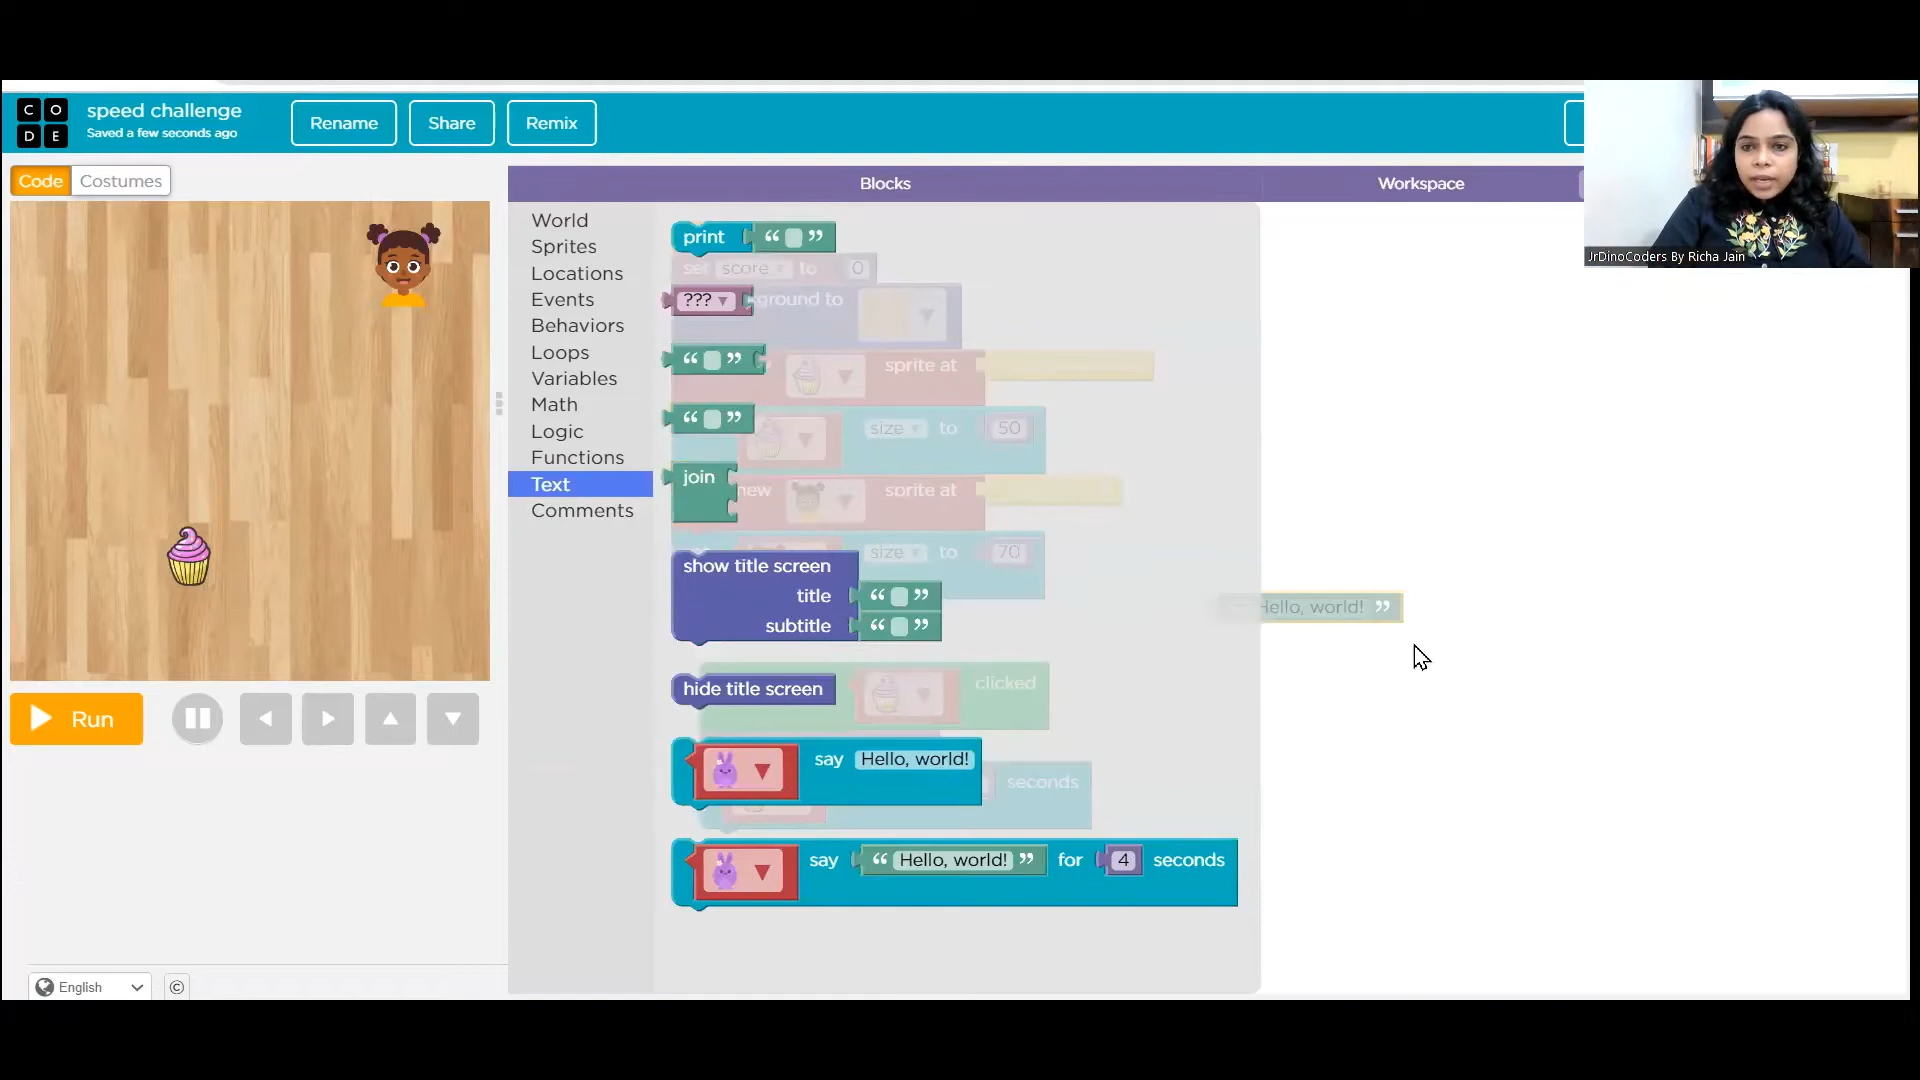 CODE
speed challenge
Saved a few seconds ago
Rename
Share
Remix
Code
Costumes
Blocks
Workspace
JrDinoCoders By Richa Jain
World
Sprites
Locations
Events
Behaviors
Loops
Variables
Math
Logic
Functions
Text
Comments
print “ ”
set score to 0
???
ground to
“ ”
sprite at
“ ”
size to 50
join
new
sprite at
size to 70
show title screen
title “ ”
subtitle “ ”
Hello, world! ”
hide title screen
clicked
say Hello, world!
seconds
say “ Hello, world! ” for 4 seconds
Run
English
©